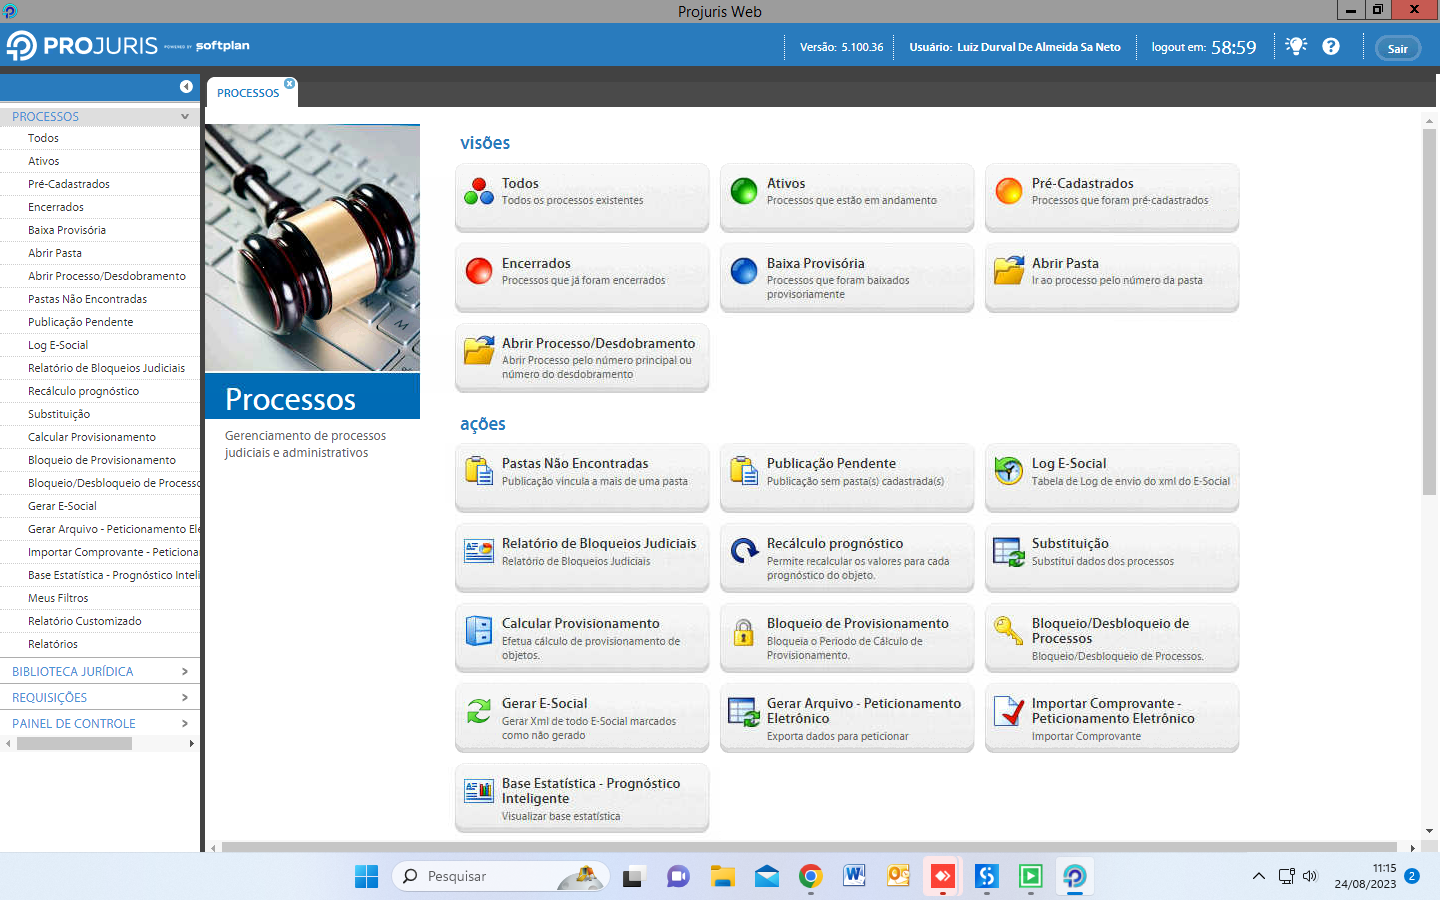 Projuris Web
PROJURIS POWERED BY softplan
Versão: 5.100.36
Usuário: Luiz Durval De Almeida Sa Neto
logout em: 58:59
Sair
PROCESSOS
Todos
Ativos
Pré-Cadastrados
Encerrados
Baixa Provisória
Abrir Pasta
Abrir Processo/Desdobramento
Pastas Não Encontradas
Publicação Pendente
Log E-Social
Relatório de Bloqueios Judiciais
Recálculo prognóstico
Substituição
Calcular Provisionamento
Bloqueio de Provisionamento
Bloqueio/Desbloqueio de Processo
Gerar E-Social
Gerar Arquivo - Peticionamento Ele
Importar Comprovante - Peticiona
Base Estatística - Prognóstico Inteli
Meus Filtros
Relatório Customizado
Relatórios
BIBLIOTECA JURÍDICA
REQUISIÇÕES
PAINEL DE CONTROLE
PROCESSOS
Processos
Gerenciamento de processos
judiciais e administrativos
visões
Todos
Todos os processos existentes
Ativos
Processos que estão em andamento
Pré-Cadastrados
Processos que foram pré-cadastrados
Encerrados
Processos que já foram encerrados
Baixa Provisória
Processos que foram baixados
provisoriamente
Abrir Pasta
Ir ao processo pelo número da pasta
Abrir Processo/Desdobramento
Abrir Processo pelo número principal ou
número do desdobramento
ações
Pastas Não Encontradas
Publicação vincula a mais de uma pasta
Publicação Pendente
Publicação sem pasta(s) cadastrada(s)
Log E-Social
Tabela de Log de envio do xml do E-Social
Relatório de Bloqueios Judiciais
Relatório de Bloqueios Judiciais
Recálculo prognóstico
Permite recalcular os valores para cada
prognóstico do objeto.
Substituição
Substitui dados dos processos
Calcular Provisionamento
Efetua cálculo de provisionamento de
objetos.
Bloqueio de Provisionamento
Bloqueia o Periodo de Cálculo de
Provisionamento.
Bloqueio/Desbloqueio de
Processos
Bloqueio/Desbloqueio de Processos.
Gerar E-Social
Gerar Xml de todo E-Social marcados
como não gerado
Gerar Arquivo - Peticionamento
Eletrônico
Exporta dados para peticionar
Importar Comprovante -
Peticionamento Eletrônico
Importar Comprovante
Base Estatística - Prognóstico
Inteligente
Visualizar base estatística
Pesquisar
11:15
24/08/2023
2